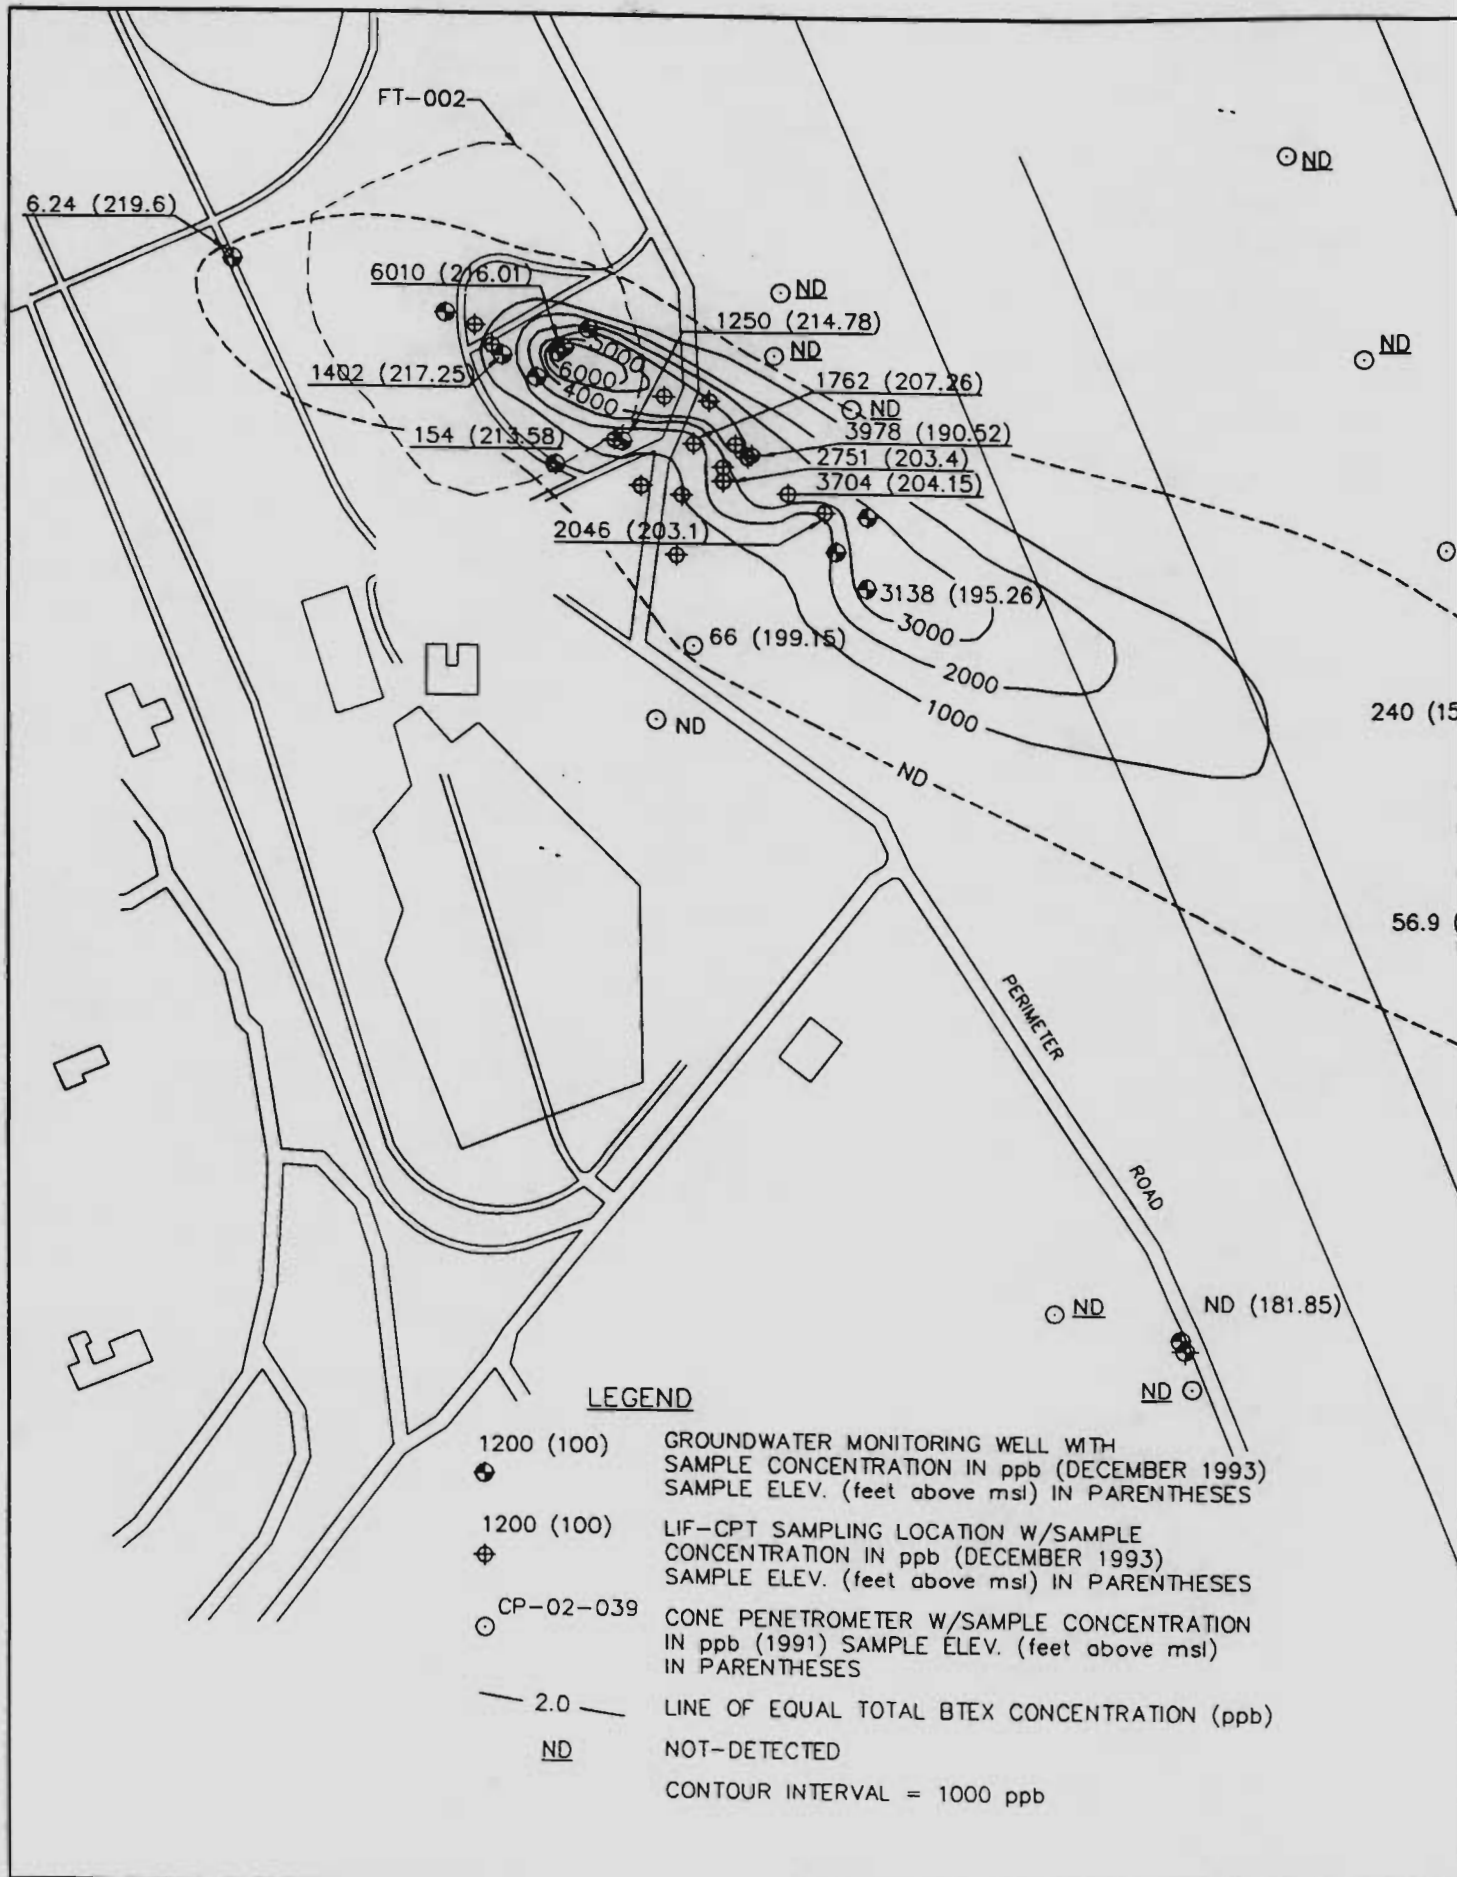 FT-002
ND
6.24 (219.6)
6010 (216.01)
ND
1250 (214.78)
ND
ND
5000
6000
4000
1402 (217.25)
1762 (207.26)
ND
154 (213.58)
3978 (190.52)
2751 (203.4)
3704 (204.15)
2046 (203.1)
3138 (195.26)
3000
66 (199.15)
2000
1000
ND
240 (15
ND
56.9 (
PERIMETER
ROAD
ND
ND (181.85)
ND
LEGEND
1200 (100)
GROUNDWATER MONITORING WELL WITH
SAMPLE CONCENTRATION IN ppb (DECEMBER 1993)
SAMPLE ELEV. (feet above msl) IN PARENTHESES
1200 (100)
LIF-CPT SAMPLING LOCATION W/SAMPLE
CONCENTRATION IN ppb (DECEMBER 1993)
SAMPLE ELEV. (feet above msl) IN PARENTHESES
CP-02-039
CONE PENETROMETER W/SAMPLE CONCENTRATION
IN ppb (1991) SAMPLE ELEV. (feet above msl)
IN PARENTHESES
2.0
LINE OF EQUAL TOTAL BTEX CONCENTRATION (ppb)
ND
NOT-DETECTED
CONTOUR INTERVAL = 1000 ppb